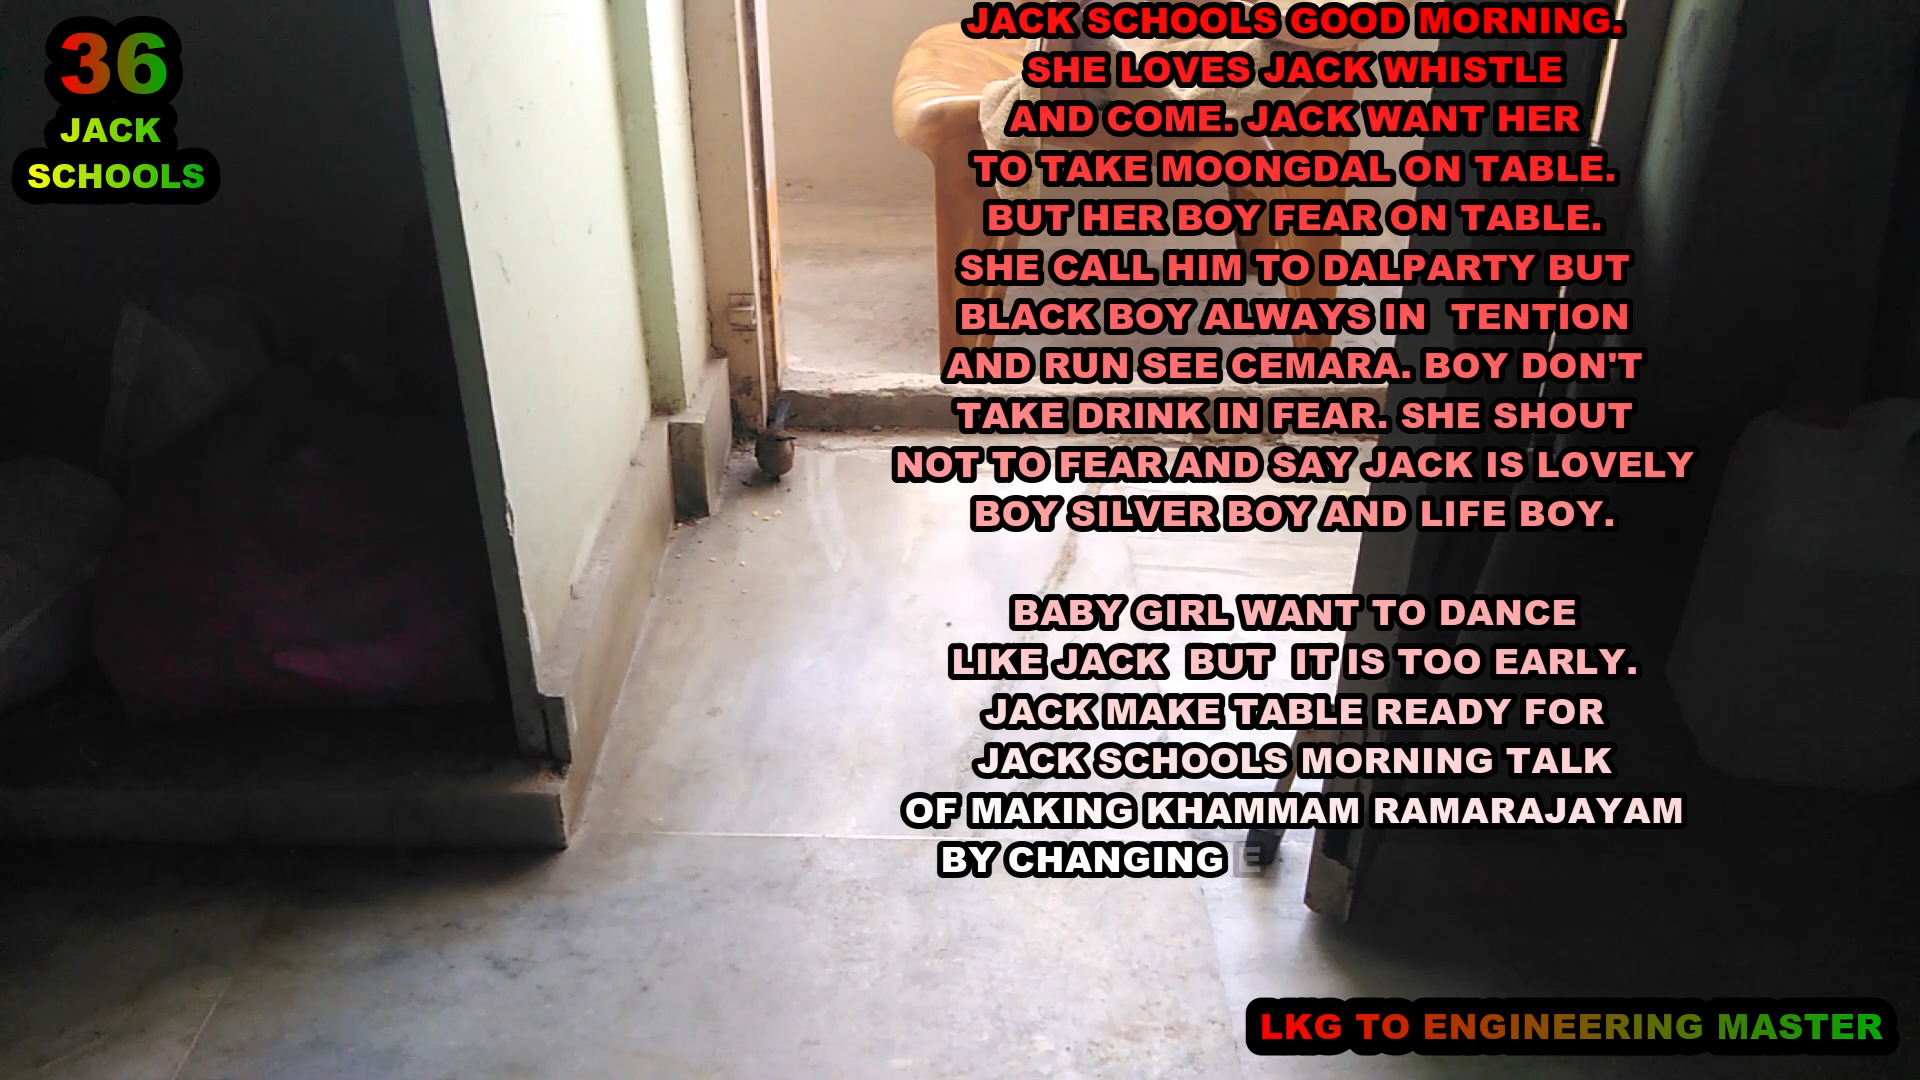 36
JACK
SCHOOLS
JACK SCHOOLS GOOD MORNING.
SHE LOVES JACK WHISTLE
AND COME. JACK WANT HER
TO TAKE MOONGDAL ON TABLE.
BUT HER BOY FEAR ON TABLE.
SHE CALL HIM TO DALPARTY BUT
BLACK BOY ALWAYS IN  TENTION
AND RUN SEE CEMARA. BOY DON'T
TAKE DRINK IN FEAR. SHE SHOUT
NOT TO FEAR AND SAY JACK IS LOVELY
BOY SILVER BOY AND LIFE BOY.
BABY GIRL WANT TO DANCE
LIKE JACK  BUT  IT IS TOO EARLY.
JACK MAKE TABLE READY FOR
JACK SCHOOLS MORNING TALK
OF MAKING KHAMMAM RAMARAJAYAM
BY CHANGING E
LKG TO ENGINEERING MASTER